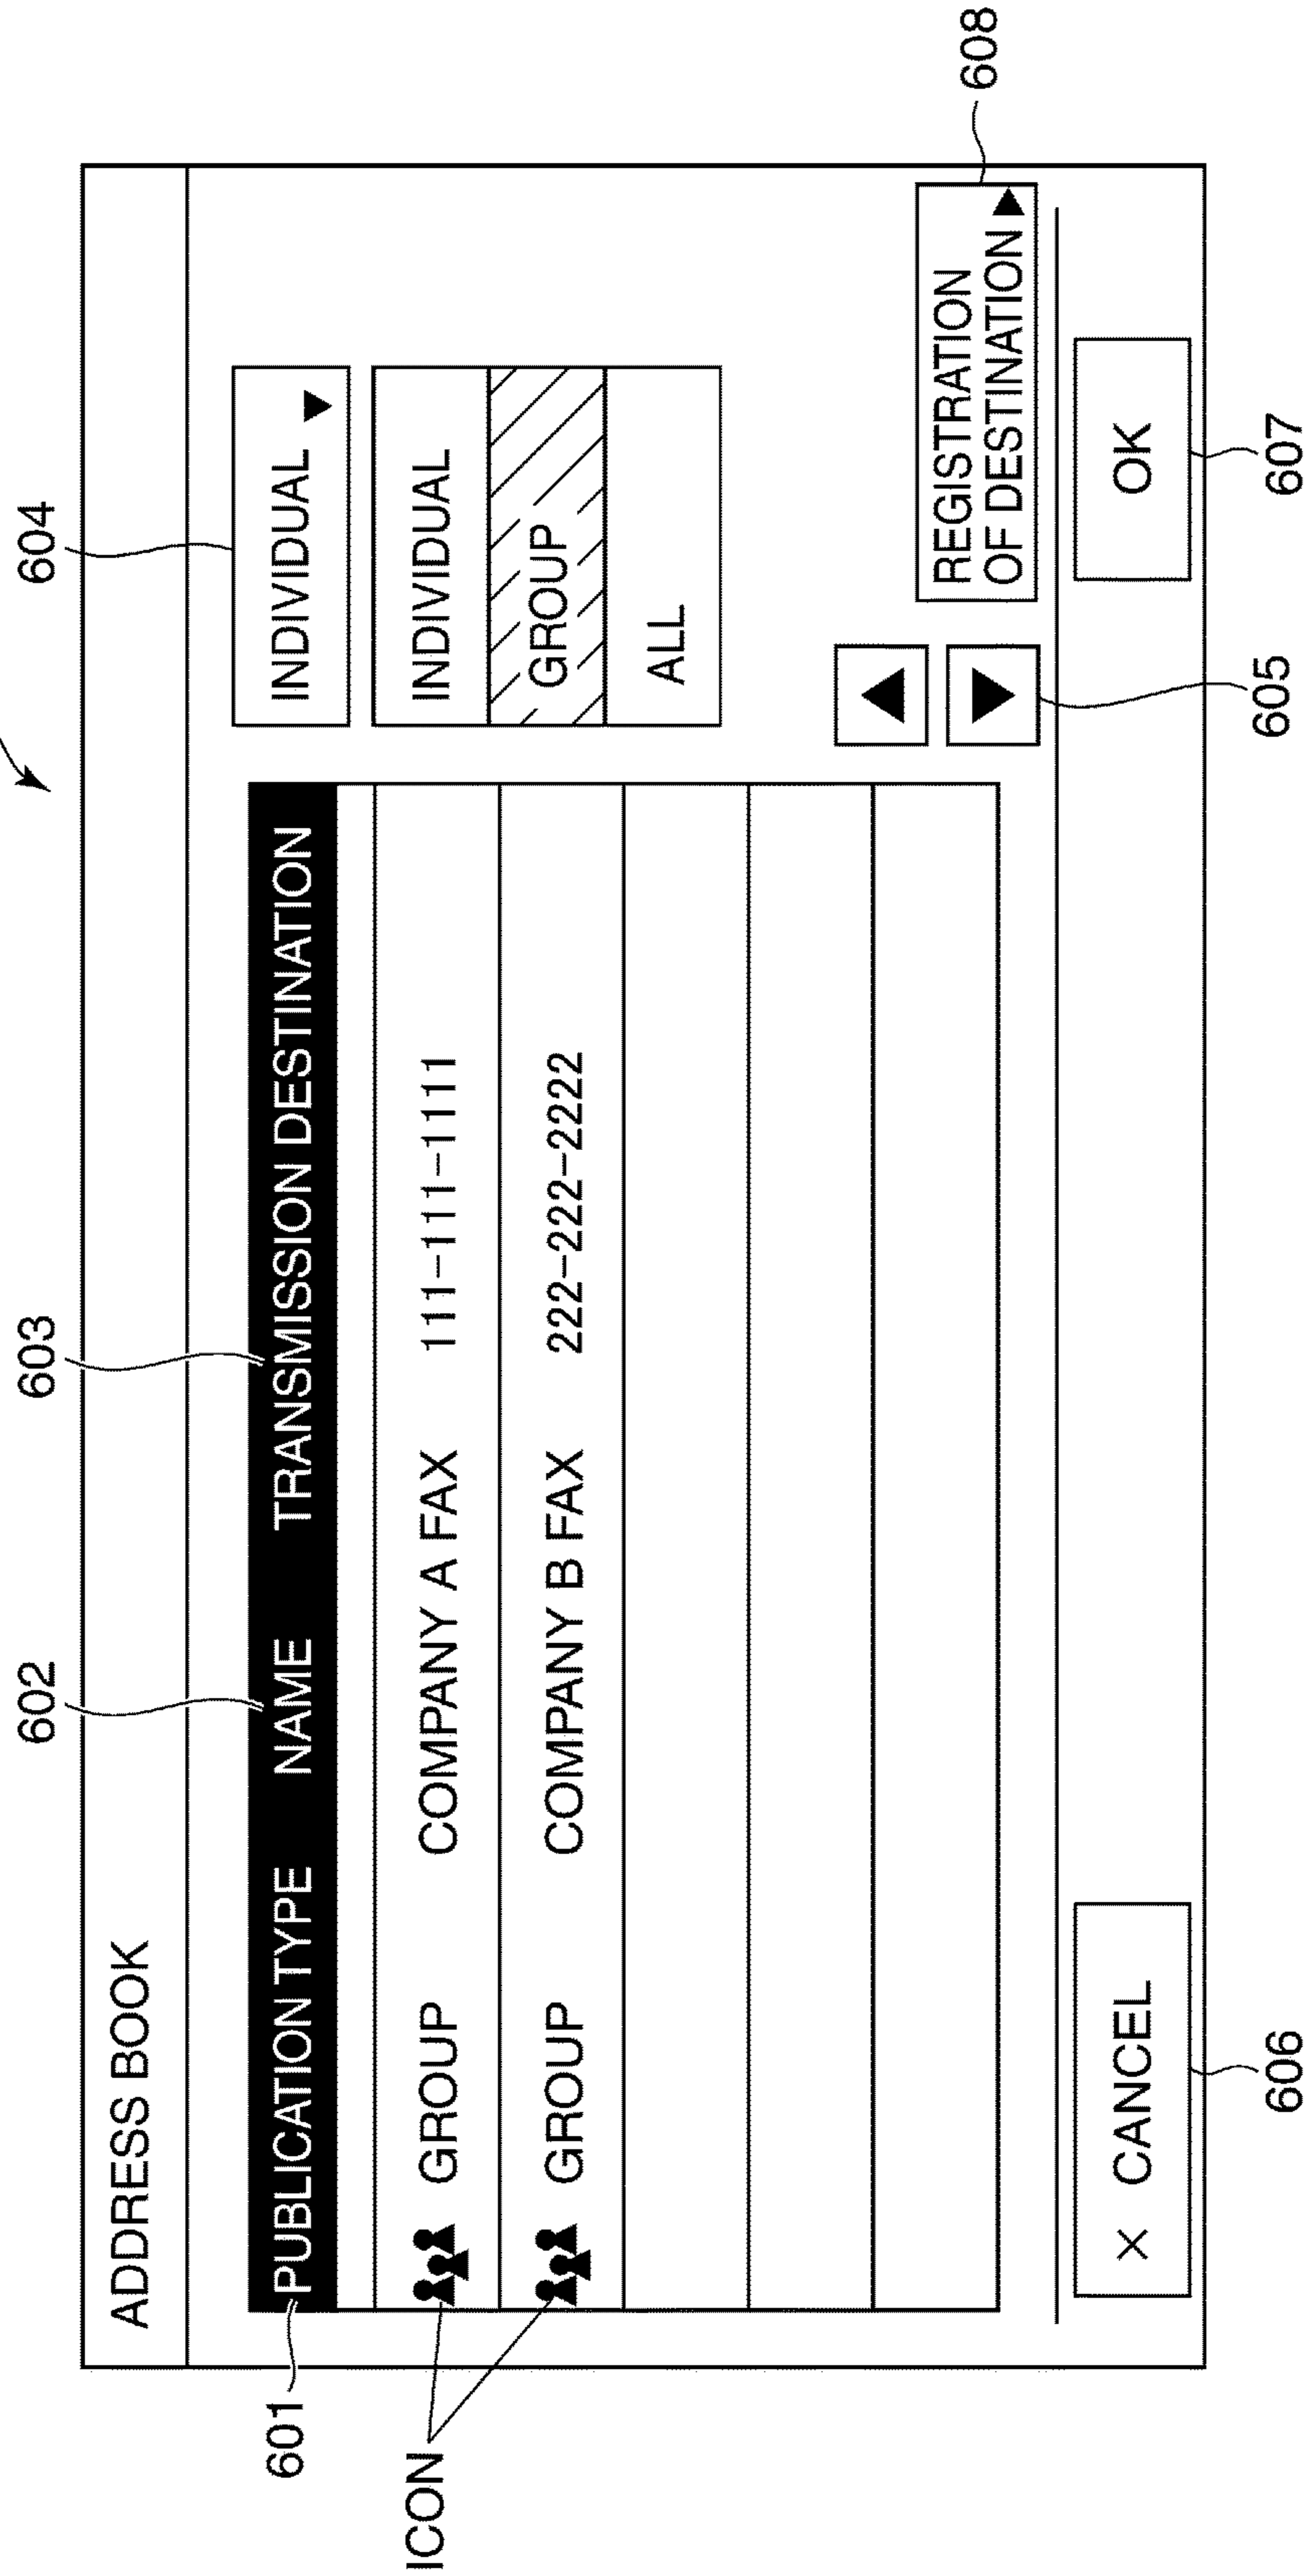 604
603
602
ADDRESS BOOK
601
PUBLICATION TYPE NAME TRANSMISSION DESTINATION
INDIVIDUAL ▼
ICON
GROUP COMPANY A FAX 111-111-1111
INDIVIDUAL
GROUP COMPANY B FAX 222-222-2222
GROUP
ALL
REGISTRATION
OF DESTINATION ▶
608
× CANCEL
OK
606
605
607